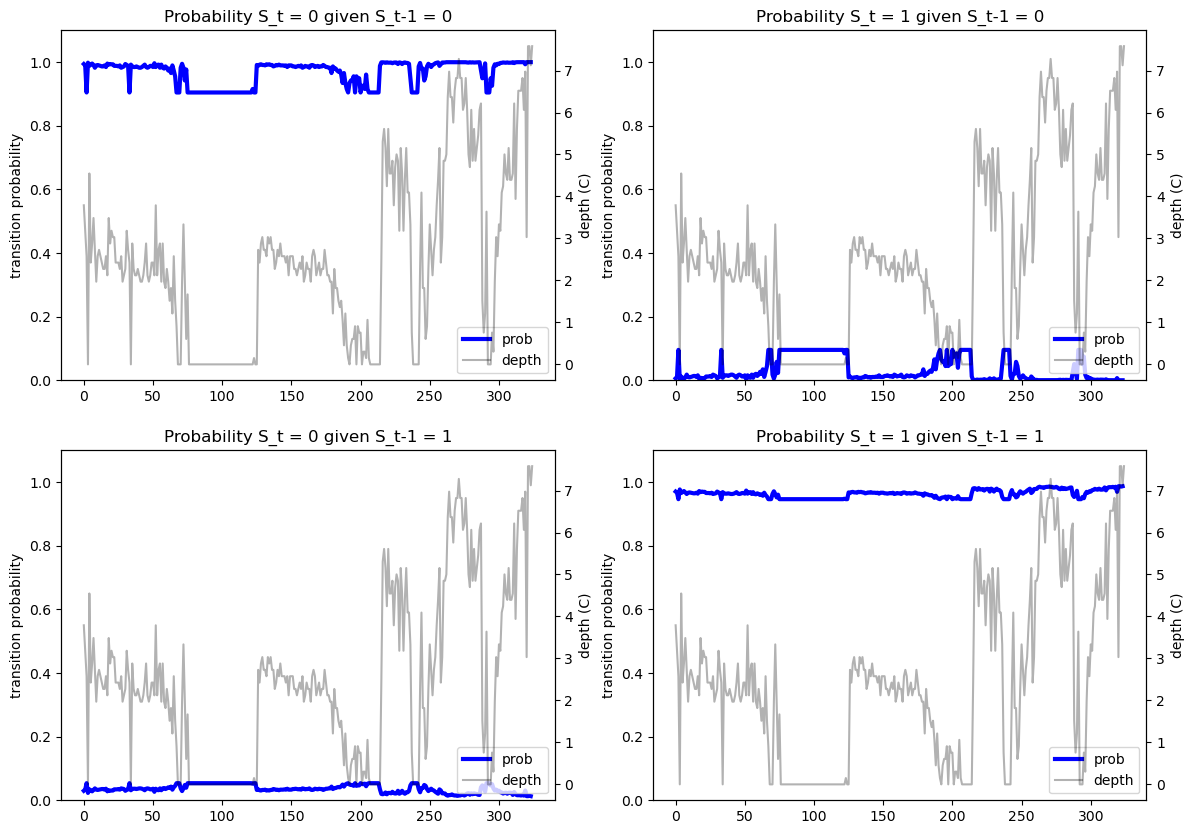 Probability S_t = 0 given S_t-1 = 0
1.0
0.8
0.6
0.4
0.2
0.0
transition probability
7
6
5
4
3
2
1
0
depth (C)
prob
depth
0 50 100 150 200 250 300
Probability S_t = 1 given S_t-1 = 0
1.0
0.8
0.6
0.4
0.2
0.0
transition probability
7
6
5
4
3
2
1
0
depth (C)
prob
depth
0 50 100 150 200 250 300
Probability S_t = 0 given S_t-1 = 1
1.0
0.8
0.6
0.4
0.2
0.0
transition probability
7
6
5
4
3
2
1
0
depth (C)
prob
depth
0 50 100 150 200 250 300
Probability S_t = 1 given S_t-1 = 1
1.0
0.8
0.6
0.4
0.2
0.0
transition probability
7
6
5
4
3
2
1
0
depth (C)
prob
depth
0 50 100 150 200 250 300